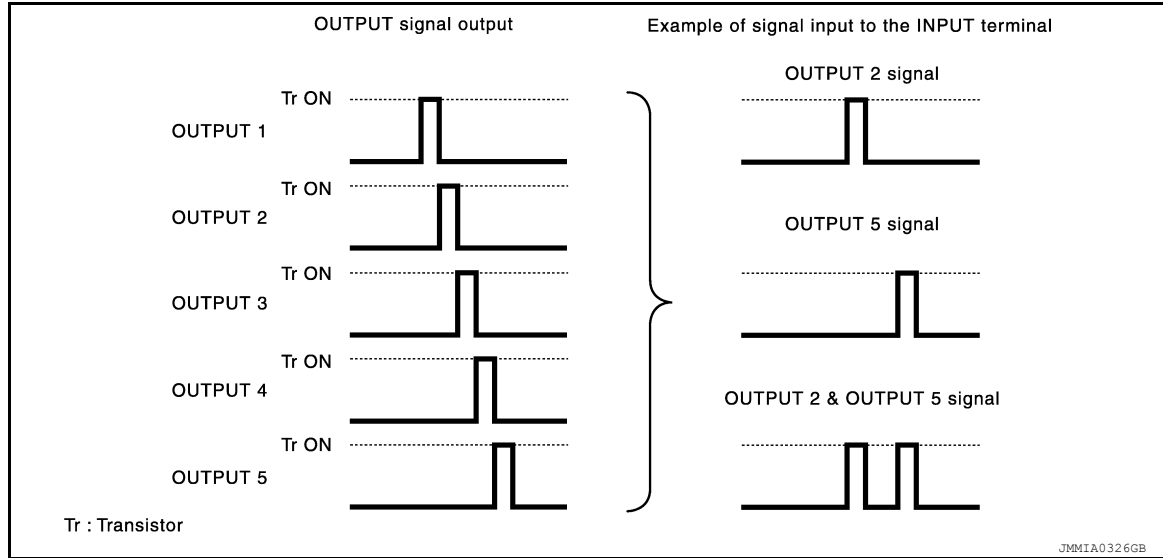 OUTPUT signal output
Example of signal input to the INPUT terminal
OUTPUT 2 signal
Tr ON
OUTPUT 1
Tr ON
OUTPUT 2
OUTPUT 5 signal
Tr ON
OUTPUT 3
Tr ON
OUTPUT 4
OUTPUT 2 & OUTPUT 5 signal
Tr ON
OUTPUT 5
Tr : Transistor
JMMIA0326GB